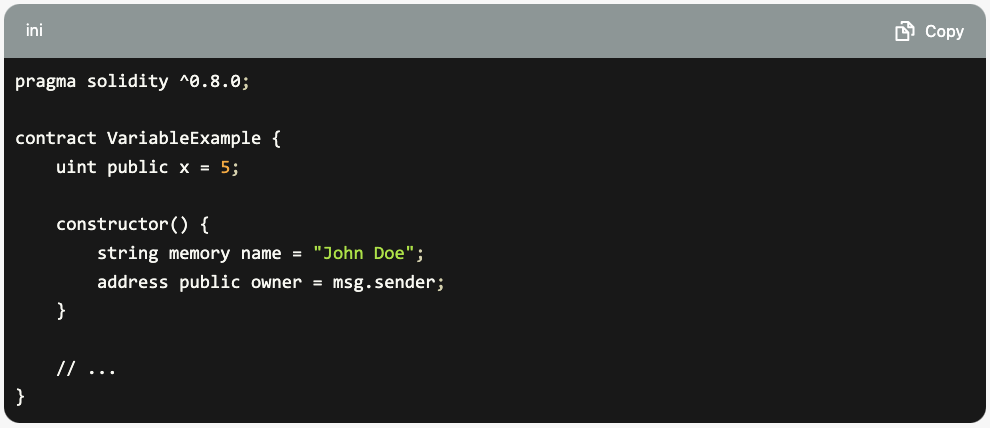 ini
Copy
pragma solidity ^0.8.0;
contract VariableExample {
    uint public x = 5;
    constructor() {
        string memory name = "John Doe";
        address public owner = msg.sender;
    }
    // ...
}